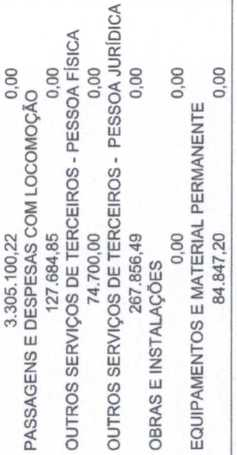 3.305.100,22 0,00
PASSAGENS E DESPESAS COM LOCOMOÇÃO
127.684,85 0,00
OUTROS SERVIÇOS DE TERCEIROS - PESSOA FÍSICA
74.700,00 0,00
OUTROS SERVIÇOS DE TERCEIROS - PESSOA JURÍDICA
267.856,49 0,00
OBRAS E INSTALAÇÕES
0,00 0,00
EQUIPAMENTOS E MATERIAL PERMANENTE
84.847,20 0,00